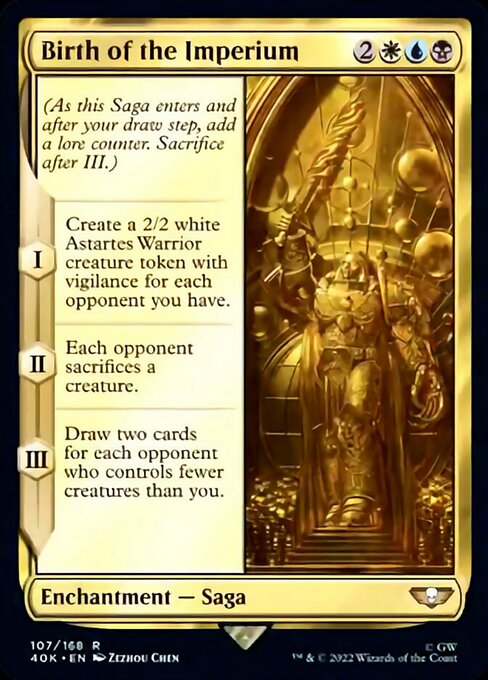 Birth of the Imperium 2
(As this Saga enters and
after your draw step, add
a lore counter. Sacrifice
after III.)
I
Create a 2/2 white
Astartes Warrior
creature token with
vigilance for each
opponent you have.
II
Each opponent
sacrifices a
creature.
III
Draw two cards
for each opponent
who controls fewer
creatures than you.
Enchantment — Saga
107/168 R
40K • EN ZEZHOU CHEN
© GW
™ & © 2022 Wizards of the Coast